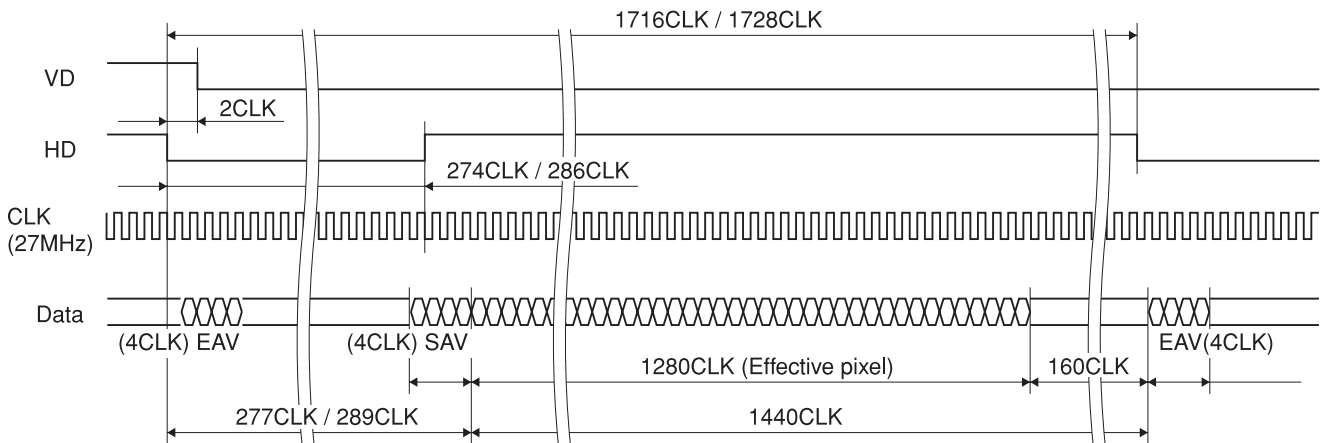 1716CLK / 1728CLK
VD
2CLK
HD
274CLK / 286CLK
CLK
(27MHz)
Data
(4CLK) EAV
(4CLK) SAV
EAV(4CLK)
1280CLK (Effective pixel)
160CLK
277CLK / 289CLK
1440CLK